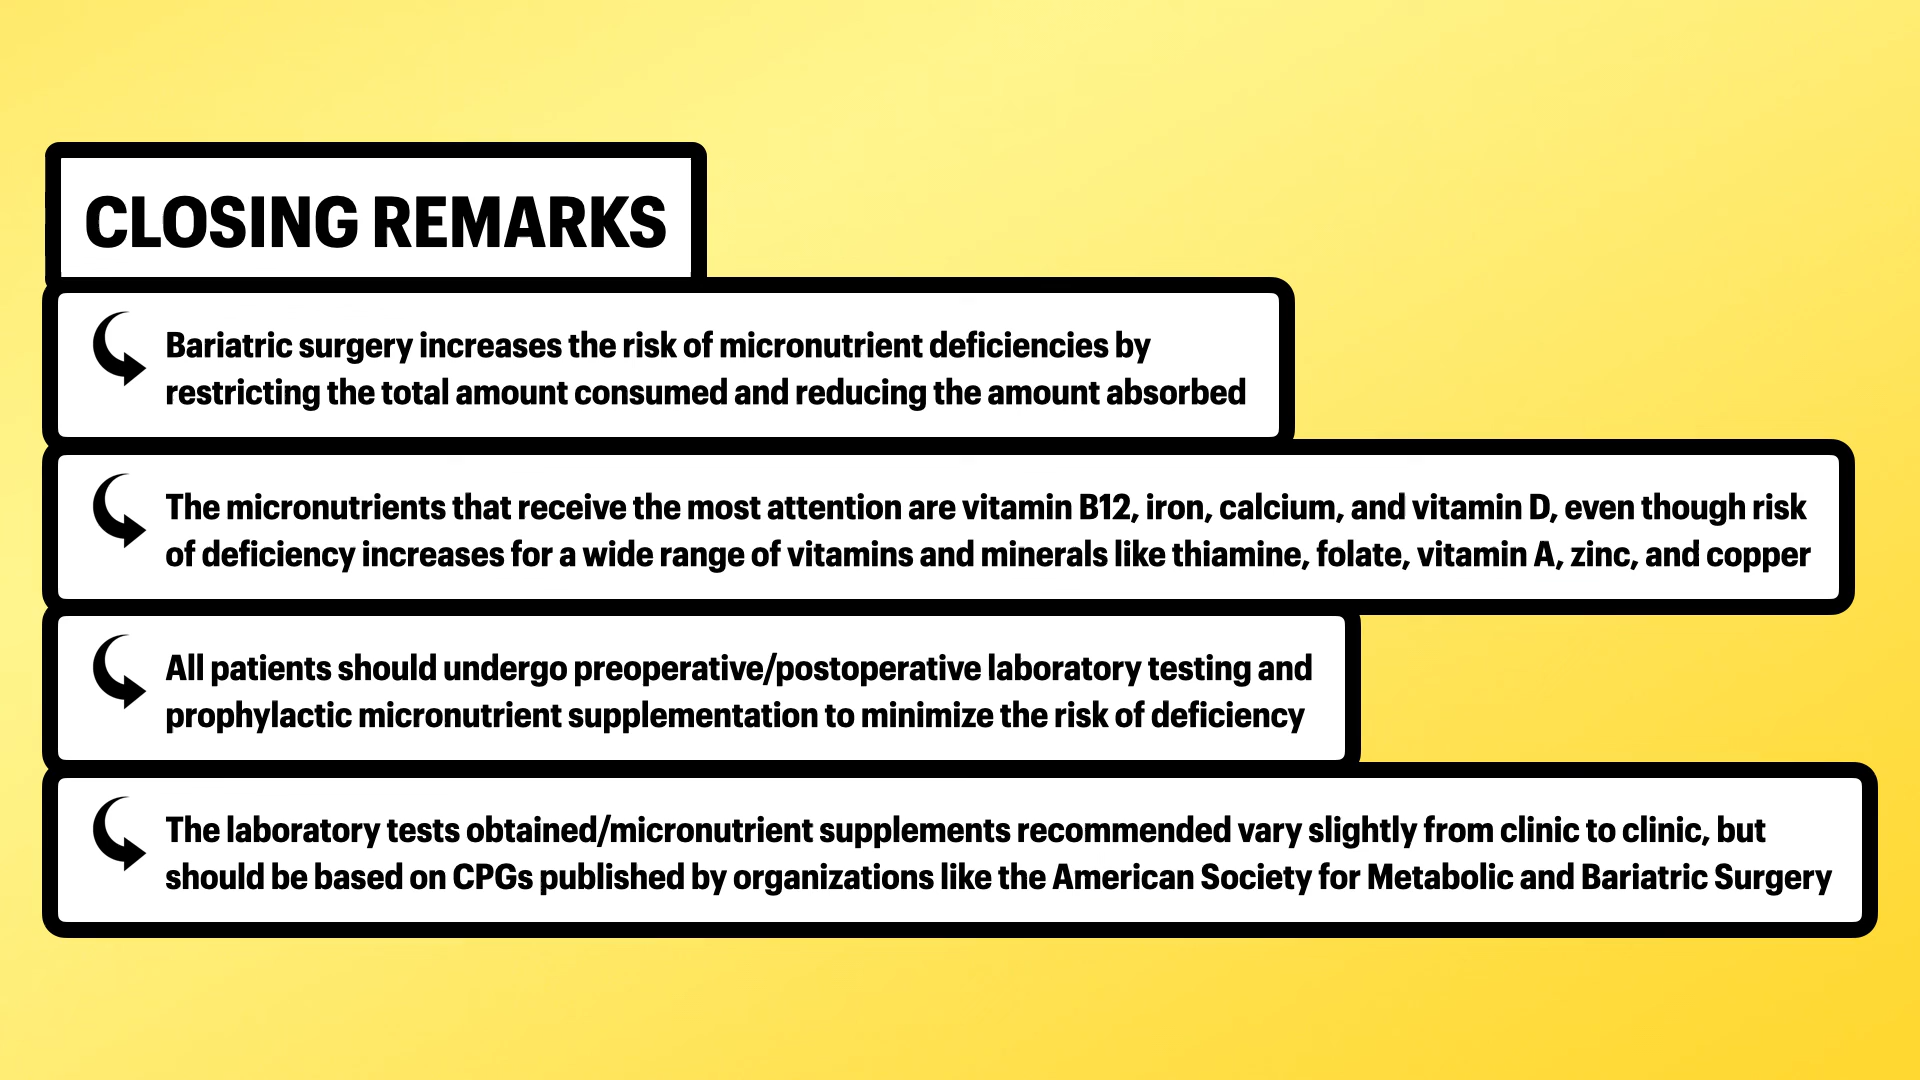 CLOSING REMARKS
Bariatric surgery increases the risk of micronutrient deficiencies by
restricting the total amount consumed and reducing the amount absorbed
The micronutrients that receive the most attention are vitamin B12, iron, calcium, and vitamin D, even though risk
of deficiency increases for a wide range of vitamins and minerals like thiamine, folate, vitamin A, zinc, and copper
All patients should undergo preoperative/postoperative laboratory testing and
prophylactic micronutrient supplementation to minimize the risk of deficiency
The laboratory tests obtained/micronutrient supplements recommended vary slightly from clinic to clinic, but
should be based on CPGs published by organizations like the American Society for Metabolic and Bariatric Surgery